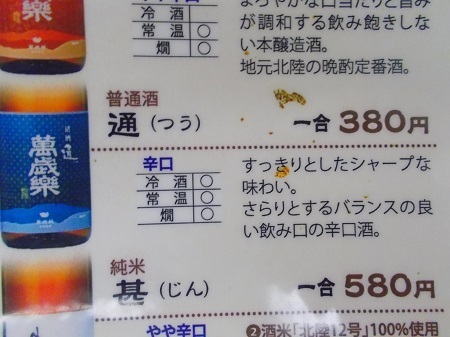 まろやかな口当たりと旨み
が調和する飲み飽きしな
い本醸造酒。
地元北陸の晩酌定番酒。
冷酒 ○
常温 ○
燗 ○
普通酒
通（つう） 一合 380円
萬歳樂
辛口
冷酒 ○
常温 ○
燗 ○
すっきりとしたシャープな
味わい。
さらりとするバランスの良
い飲み口の辛口酒。
純米
甚（じん） 一合 580円
やや辛口
❷酒米「北陸12号」100%使用